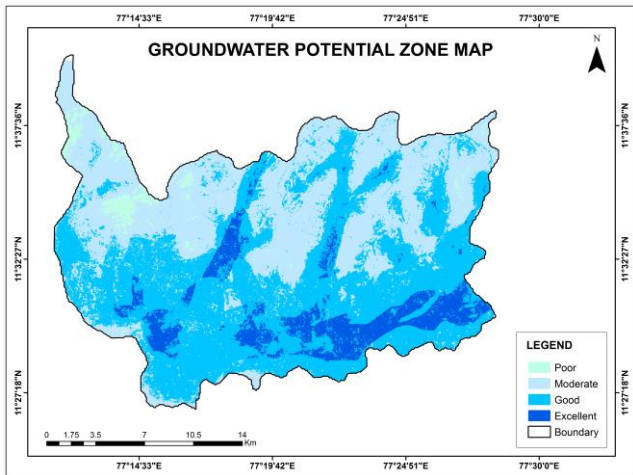 77°14'33"E 77°19'42"E 77°24'51"E 77°30'0"E
GROUNDWATER POTENTIAL ZONE MAP
N
11°37'36"N 11°37'36"N
11°32'27"N 11°32'27"N
11°27'18"N 11°27'18"N
LEGEND
Poor
Moderate
Good
Excellent
Boundary
0 1.75 3.5 7 10.5 14
Km
77°14'33"E 77°19'42"E 77°24'51"E 77°30'0"E